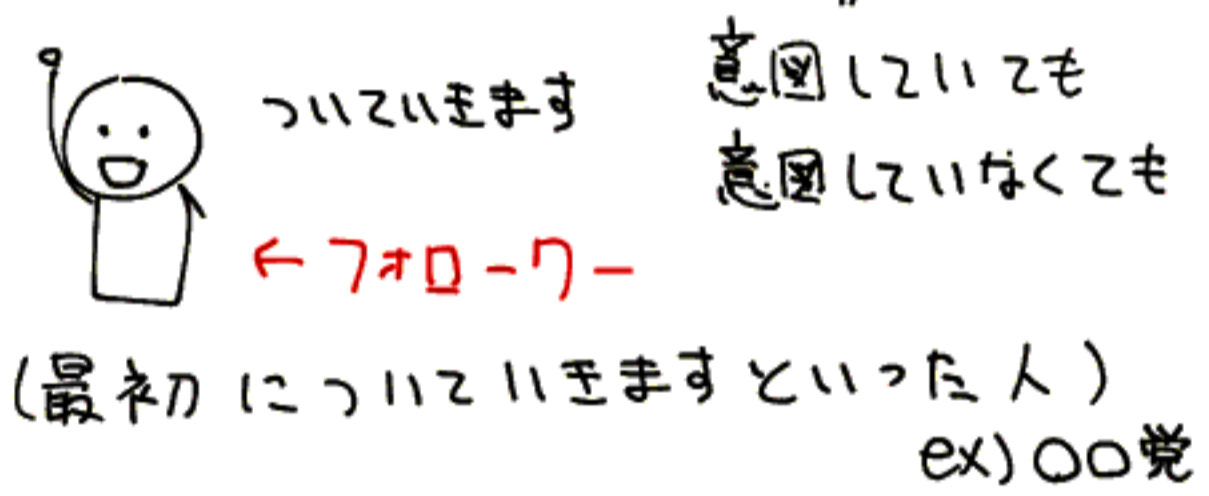 意図していても
ついていきます
意図していなくても
←フォローワー
(最初についていきますといった人)
ex)〇〇党